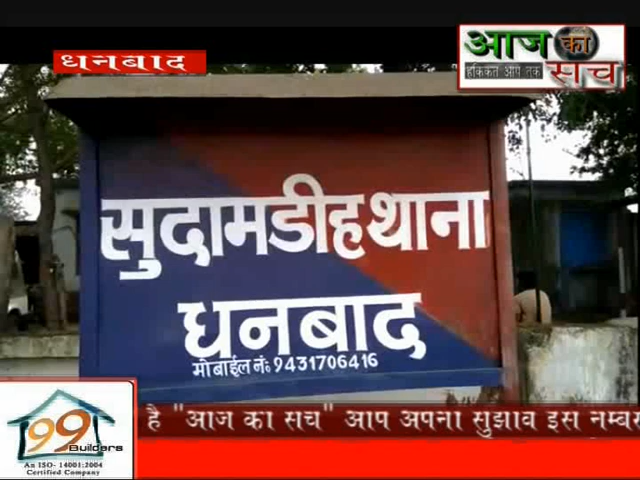 धनबाद
आज का
हकिकत आप तक सच
सुदामडीह थाना
धनबाद
मोबाईल नं० 9431706416
99
Builders
An ISO- 14001:2004
Certified Company
है "आज का सच" आप अपना सुझाव इस नम्बर